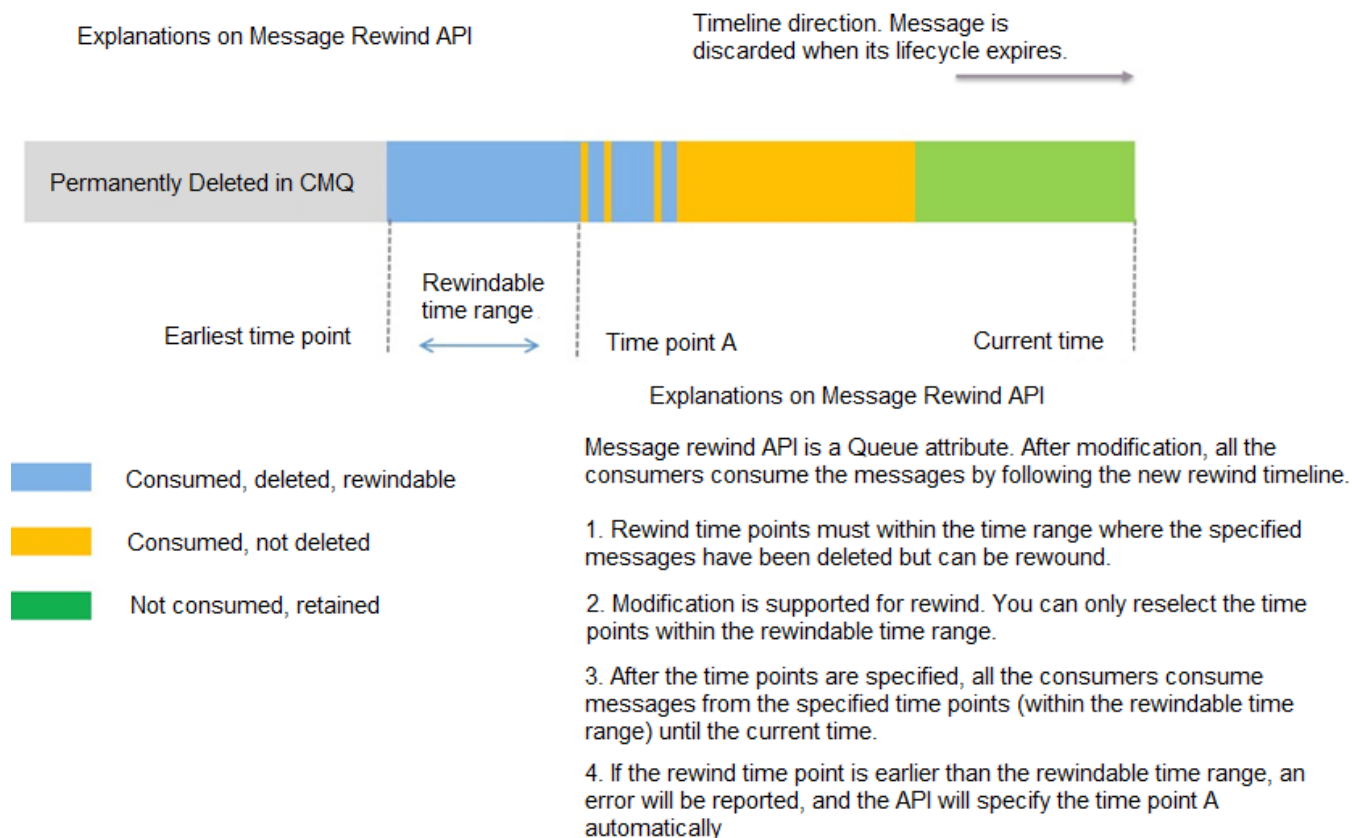 Explanations on Message Rewind API
Timeline direction. Message is
discarded when its lifecycle expires.
Permanently Deleted in CMQ
Rewindable
time range
Earliest time point
Time point A
Current time
Explanations on Message Rewind API
Consumed, deleted, rewindable
Consumed, not deleted
Not consumed, retained
Message rewind API is a Queue attribute. After modification, all the
consumers consume the messages by following the new rewind timeline.
1. Rewind time points must within the time range where the specified
messages have been deleted but can be rewound.
2. Modification is supported for rewind. You can only reselect the time
points within the rewindable time range.
3. After the time points are specified, all the consumers consume
messages from the specified time points (within the rewindable time
range) until the current time.
4. If the rewind time point is earlier than the rewindable time range, an
error will be reported, and the API will specify the time point A
automatically